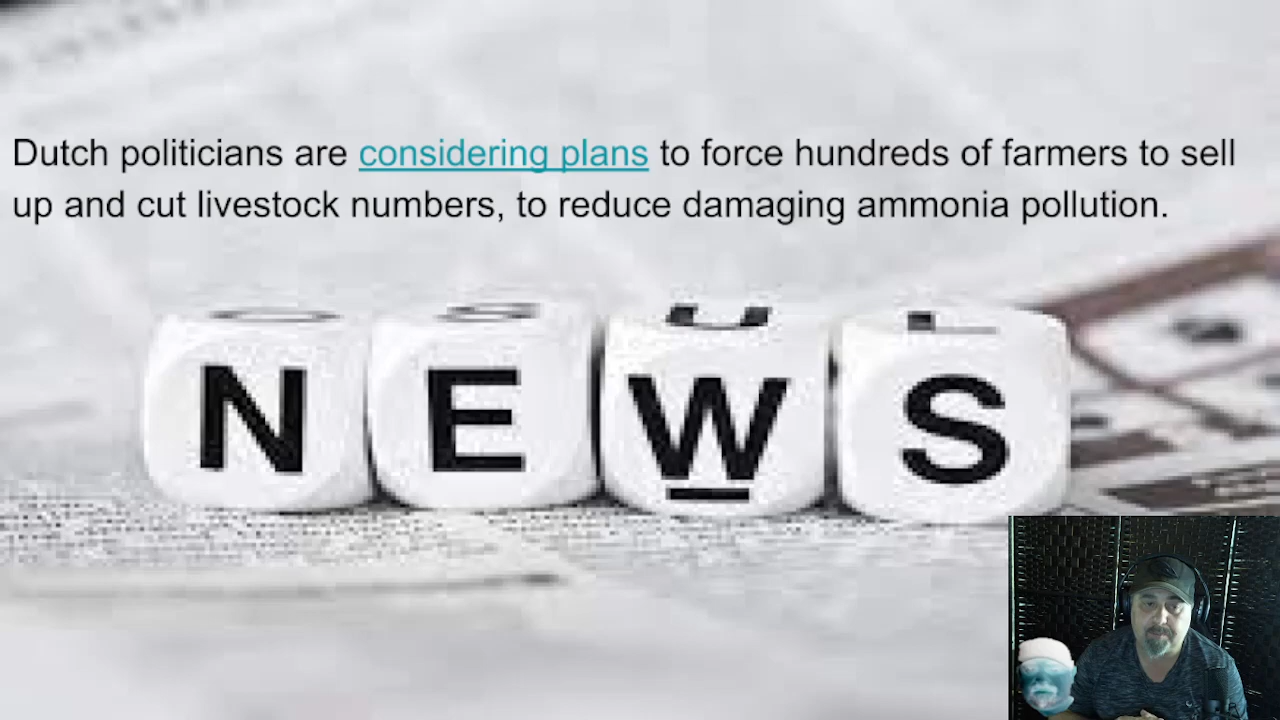 Dutch politicians are considering plans to force hundreds of farmers to sell
up and cut livestock numbers, to reduce damaging ammonia pollution.
NEWS